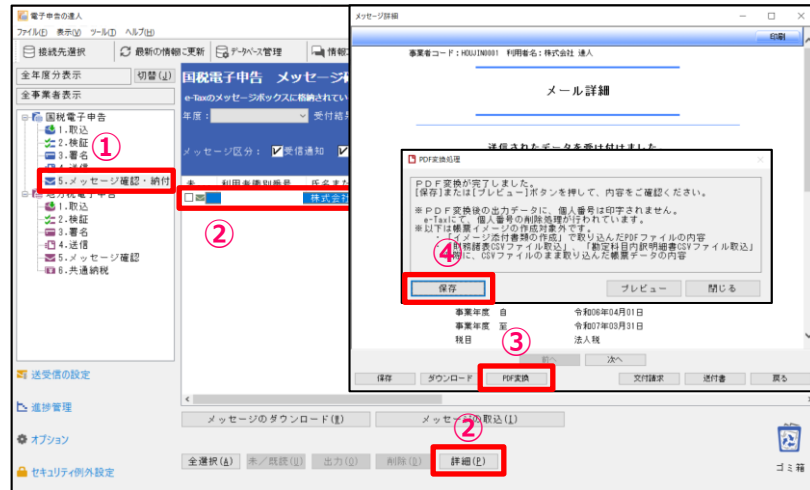 電子申告の達人
ファイル(F) 表示(V) ツール(T) ヘルプ(H)
接続先選択 最新の情報に更新 データベース管理 情報
全年度分表示 切替(J)
全事業者表示
国税電子申告
1.取込
2.検証
3.署名
4.送信
5.メッセージ確認・納付
地方税電子申告
1.取込
2.検証
3.署名
4.送信
5.メッセージ確認
6.共通納税
①
送受信の設定
進捗管理
オプション
セキュリティ例外設定
国税電子申告 メッセージ
e-Taxのメッセージボックスに格納されてい
年度: 受付結果
メッセージ区分: 受信通知
利用者識別番号 氏名また
株式会社
②
メッセージのダウンロード(M) メッセージの取込(I)
②
全選択(A) 未/既読(U) 出力(O) 削除(D) 詳細(P)
ゴミ箱
メッセージ詳細
印刷
事業者コード:HOUJIN0001 利用者名:株式会社 達人
メール詳細
送信されたデータを受け付けました。
PDF変換処理
PDF変換が完了しました。
[保存]または[プレビュー]ボタンを押して、内容をご確認ください。
※PDF変換後の出力データに、個人番号は印字されません。
e-Taxにて、個人番号の削除処理が行われています。
※以下は帳票イメージの作成対象外です。
・「イメージ添付書類の作成」で取り込んだPDFファイルの内容
「財務諸表CSVファイル取込」、「勘定科目内訳明細書CSVファイル取込」
に、CSVファイルのまま取り込んだ帳票データの内容
④
保存 プレビュー 閉じる
事業年度 自 令和06年04月01日
事業年度 至 令和07年03月31日
税目 法人税
③
前へ 次へ
保存 ダウンロード PDF変換 交付請求 送付書 戻る